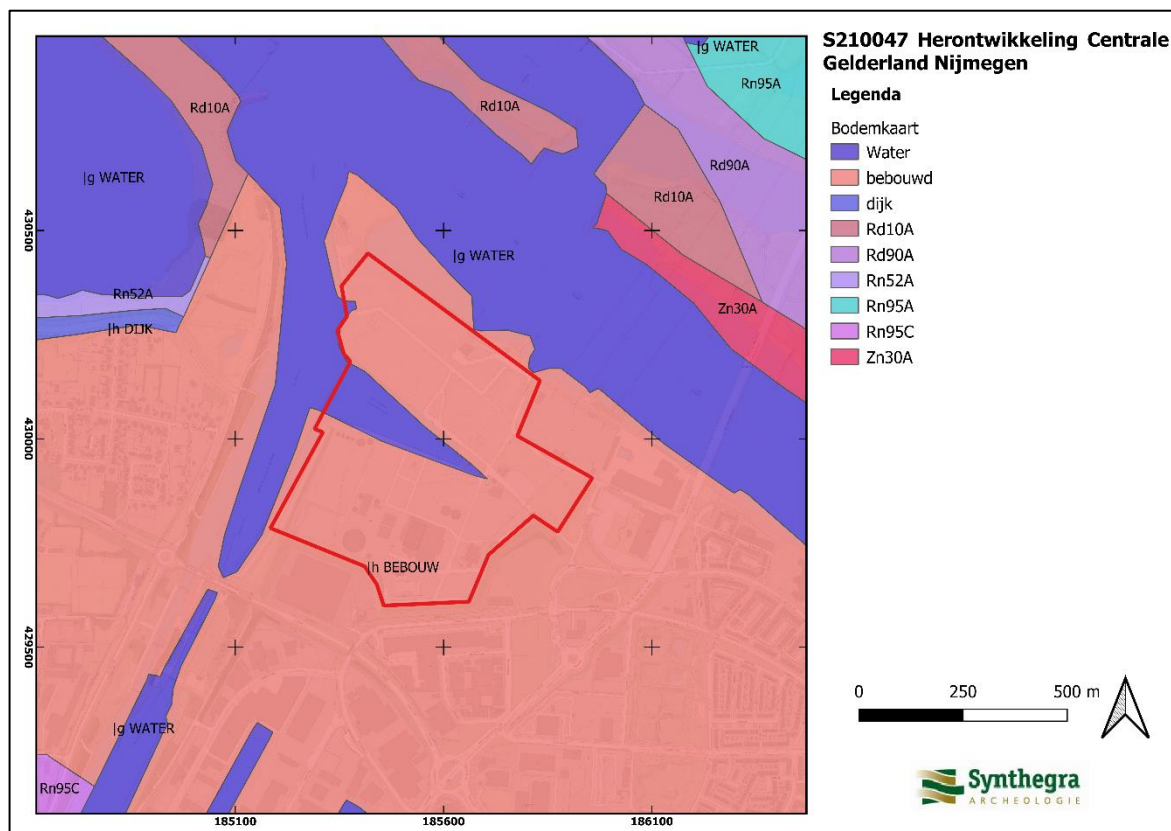 S210047 Herontwikkeling Centrale
Gelderland Nijmegen
Legenda
Bodemkaart
Water
bebouwd
dijk
Rd10A
Rd90A
Rn52A
Rn95A
Rn95C
Zn30A
|g WATER
Rn95A
Rd10A
Rd10A
Rd90A
|g WATER
Rd10A
430500
|g WATER
Rn52A
Zn30A
|h DIJK
430000
|h BEBOUW
429500
|g WATER
Rn95C
185100
185600
186100
0 250 500 m
Synthegra
ARCHEOLOGIE